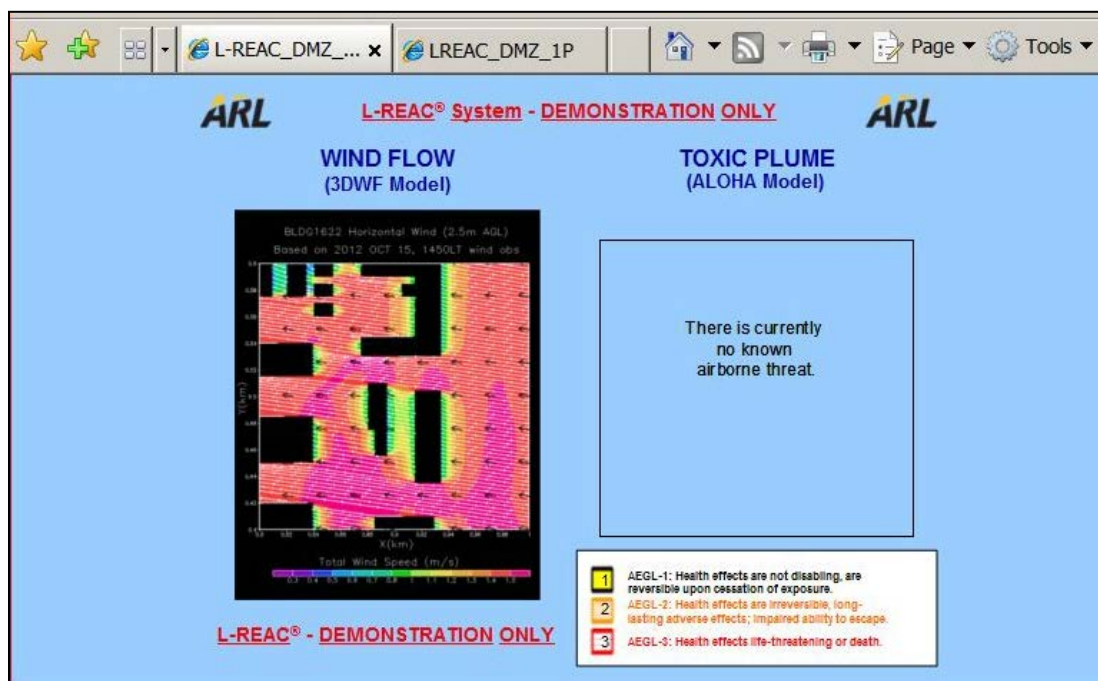 L-REAC_DMZ_... x
LREAC_DMZ_1P
Page
Tools
ARL
L-REAC® System - DEMONSTRATION ONLY
ARL
WIND FLOW
(3DWF Model)
TOXIC PLUME
(ALOHA Model)
BLDG1622 Horizontal Wind (2.5m AGL)
Based on 2012 OCT 15, 1450LT wind obs
Y(km)
X(km)
Total Wind Speed (m/s)
There is currently
no known
airborne threat.
1 AEGL-1: Health effects are not disabling, are
reversible upon cessation of exposure.
2 AEGL-2: Health effects are irreversible, long-
lasting adverse effects; impaired ability to escape.
3 AEGL-3: Health effects life-threatening or death.
L-REAC® - DEMONSTRATION ONLY